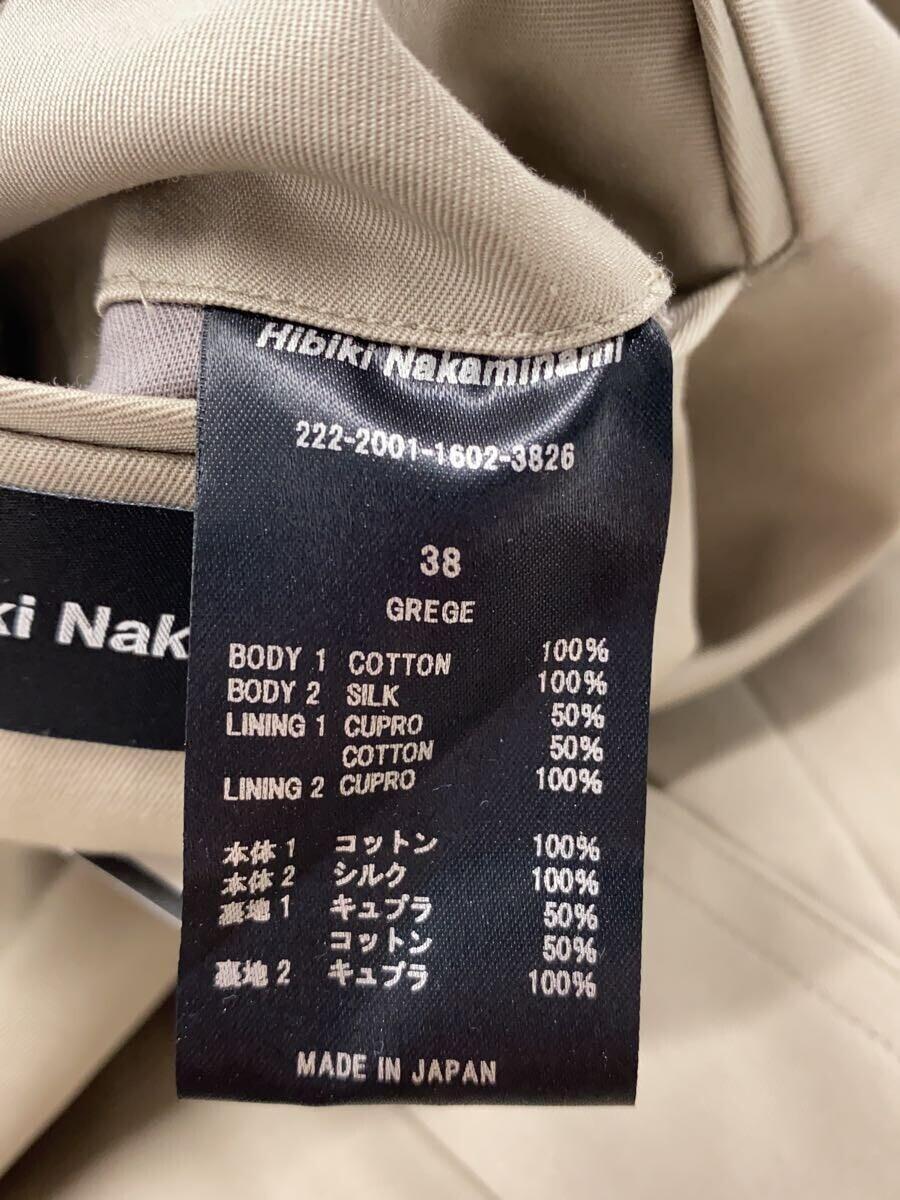 Hibiki Nakaminami
222-2001-1602-3826
38
GREGE
BODY 1 COTTON 100%
BODY 2 SILK 100%
LINING 1 CUPRO 50%
COTTON 50%
LINING 2 CUPRO 100%
本体1 コットン 100%
本体2 シルク 100%
裏地1 キュプラ 50%
コットン 50%
裏地2 キュプラ 100%
MADE IN JAPAN
ki Nak